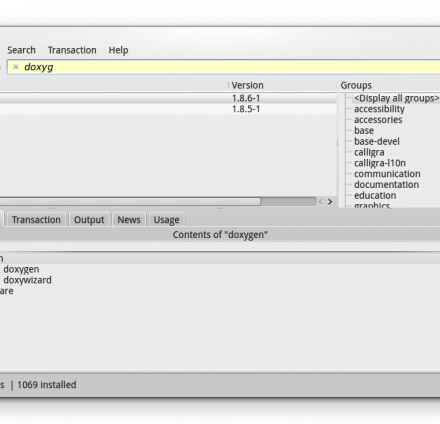 Search Transaction Help
doxyg
Version Groups
1.8.6-1 <Display all groups>
1.8.5-1 accessibility
accessories
base
base-devel
calligra
calligra-l10n
communication
documentation
education
graphics
Transaction Output News Usage
Contents of "doxygen"
n
doxygen
doxywizard
are
s | 1069 installed